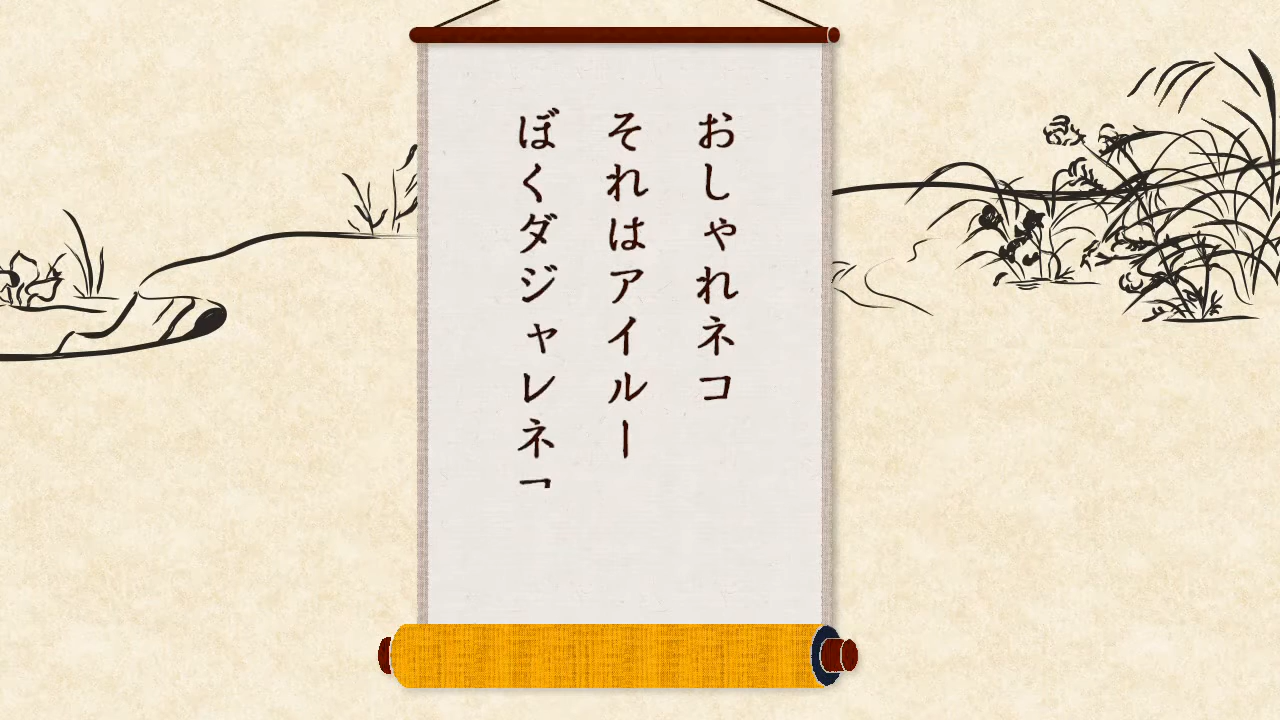 おしゃれネコ
それはアイルー
ぼくダジャレネコ